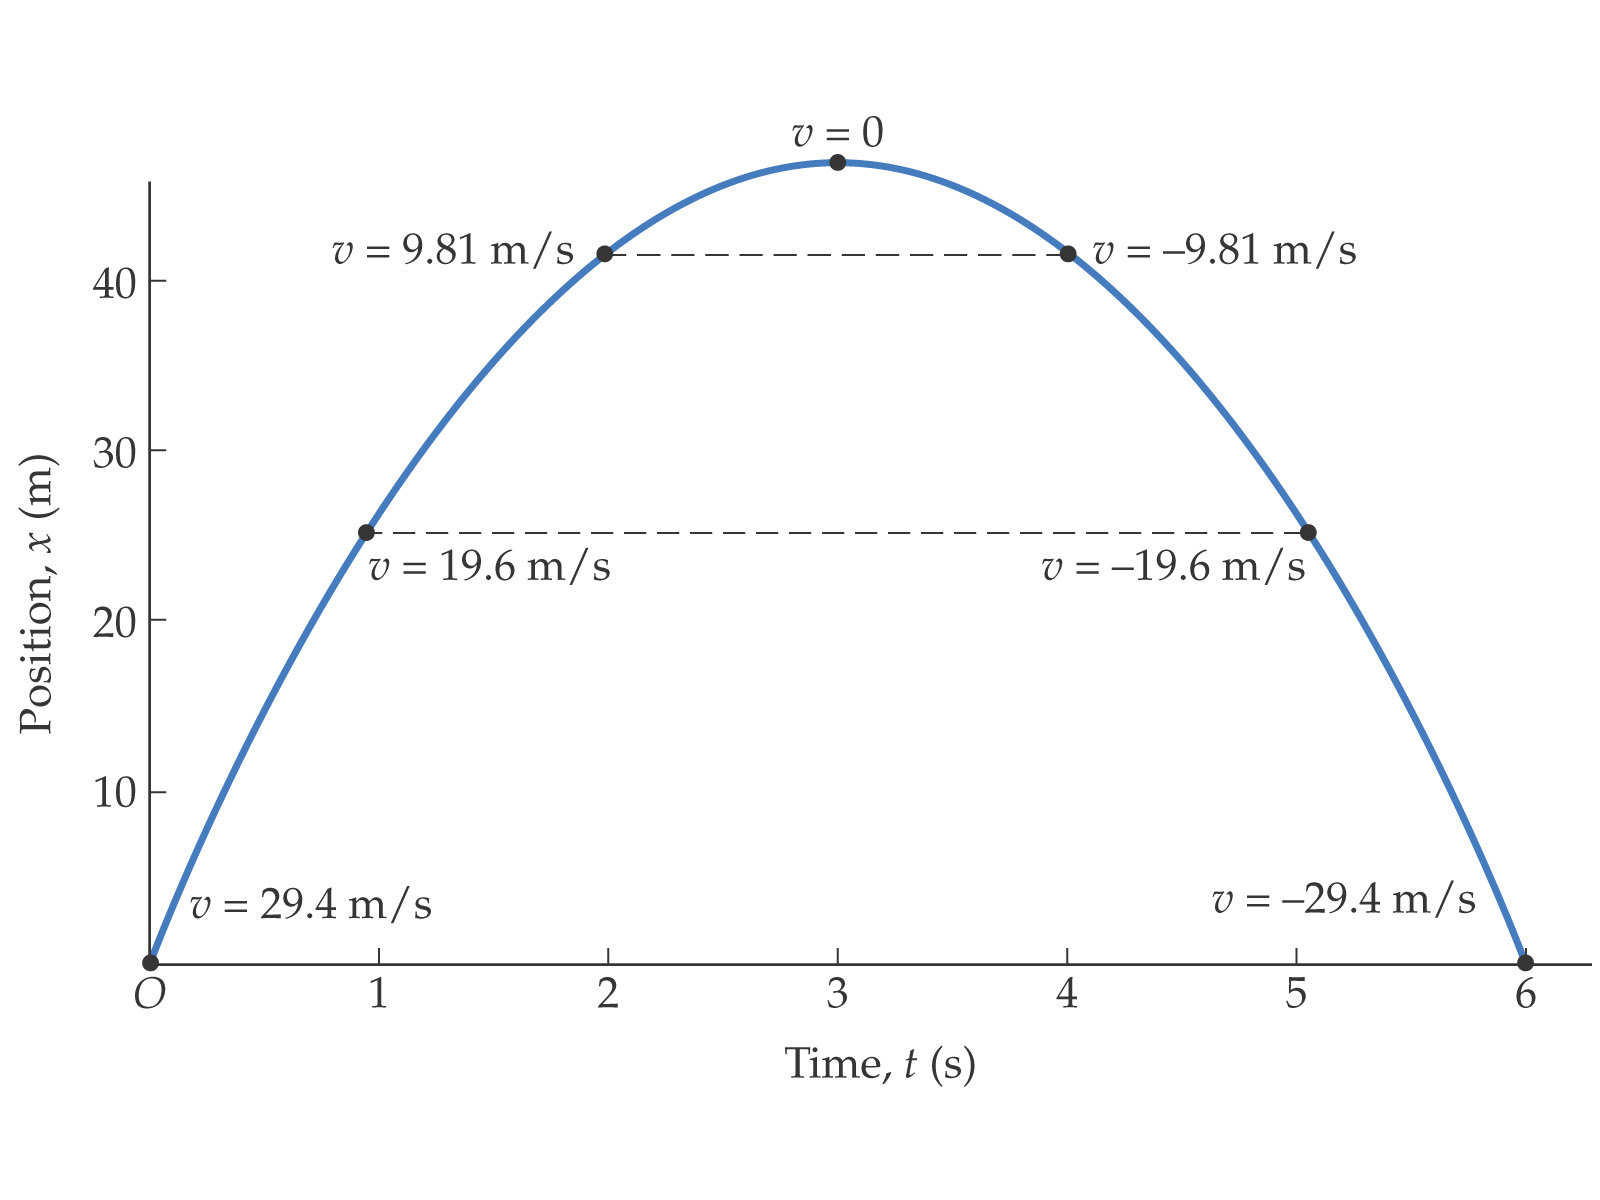 v = 0
v = 9.81 m/s
v = –9.81 m/s
40
30
v = 19.6 m/s
v = –19.6 m/s
20
10
v = 29.4 m/s
v = –29.4 m/s
Position, x (m)
O 1 2 3 4 5 6
Time, t (s)